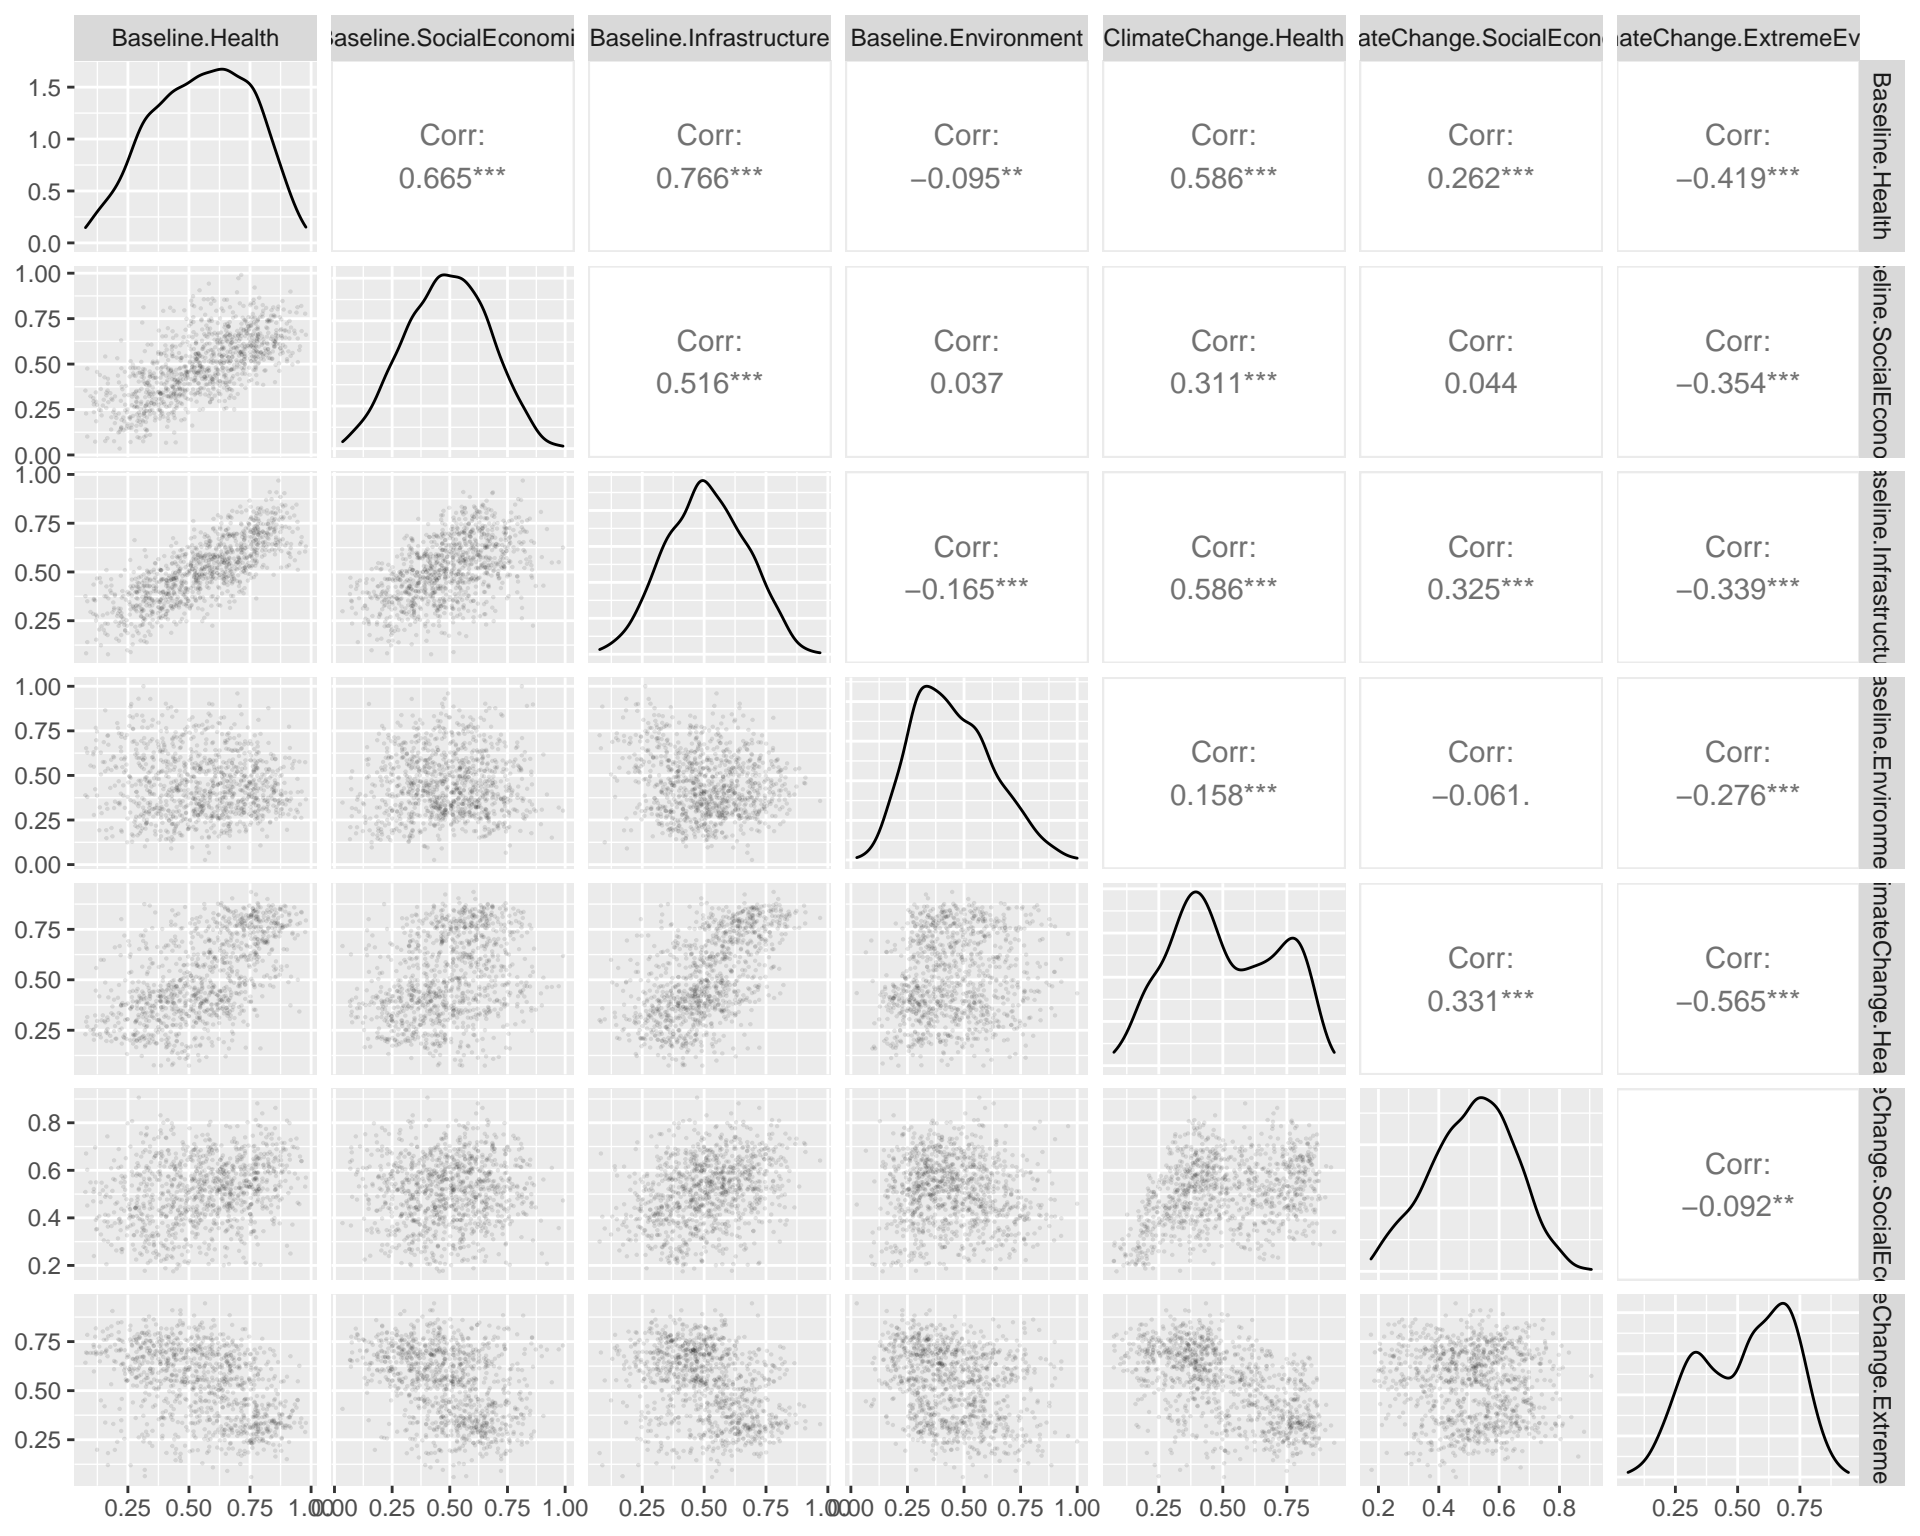 Baseline.Health
Baseline.SocialEconomi
Baseline.Infrastructure
Baseline.Environment
ClimateChange.Health
ateChange.SocialEcon
ateChange.ExtremeEv
1.5
1.0
0.5
0.0
Corr:
0.665***
Corr:
0.766***
Corr:
−0.095**
Corr:
0.586***
Corr:
0.262***
Corr:
−0.419***
Baseline.Health
1.00
0.75
0.50
0.25
0.00
Corr:
0.516***
Corr:
0.037
Corr:
0.311***
Corr:
0.044
Corr:
−0.354***
eline.SocialEcono
1.00
0.75
0.50
0.25
Corr:
−0.165***
Corr:
0.586***
Corr:
0.325***
Corr:
−0.339***
aseline.Infrastructu
1.00
0.75
0.50
0.25
0.00
Corr:
0.158***
Corr:
−0.061.
Corr:
−0.276***
aseline.Environme
0.75
0.50
0.25
Corr:
0.331***
Corr:
−0.565***
imateChange.Hea
0.8
0.6
0.4
0.2
Corr:
−0.092**
eChange.SocialEc
0.75
0.50
0.25
eChange.Extreme
0.25 0.50 0.75 1.00
0.00 0.25 0.50 0.75 1.00
0.25 0.50 0.75 1.00
0.00 0.25 0.50 0.75 1.00
0.25 0.50 0.75
0.2 0.4 0.6 0.8
0.25 0.50 0.75